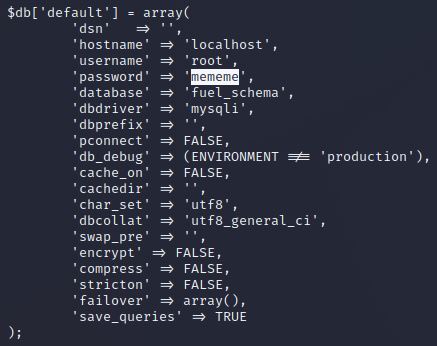 $db['default'] = array(
'dsn' => '',
'hostname' => 'localhost',
'username' => 'root',
'password' => 'mememe',
'database' => 'fuel_schema',
'dbdriver' => 'mysqli',
'dbprefix' => '',
'pconnect' => FALSE,
'db_debug' => (ENVIRONMENT !== 'production'),
'cache_on' => FALSE,
'cachedir' => '',
'char_set' => 'utf8',
'dbcollat' => 'utf8_general_ci',
'swap_pre' => '',
'encrypt' => FALSE,
'compress' => FALSE,
'stricton' => FALSE,
'failover' => array(),
'save_queries' => TRUE
);